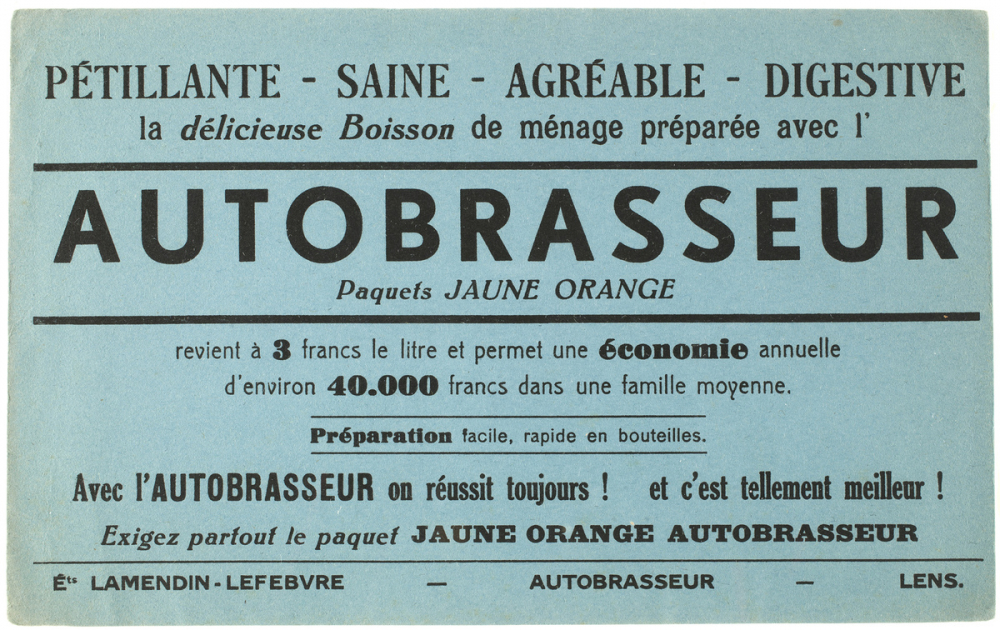 PÉTILLANTE - SAINE - AGRÉABLE - DIGESTIVE
la délicieuse Boisson de ménage préparée avec l'
AUTOBRASSEUR
Paquets JAUNE ORANGE
revient à 3 francs le litre et permet une économie annuelle
d'environ 40.000 francs dans une famille moyenne.
Préparation facile, rapide en bouteilles.
Avec l'AUTOBRASSEUR on réussit toujours ! et c'est tellement meilleur !
Exigez partout le paquet JAUNE ORANGE AUTOBRASSEUR
Éts LAMENDIN-LEFEBVRE — AUTOBRASSEUR — LENS.